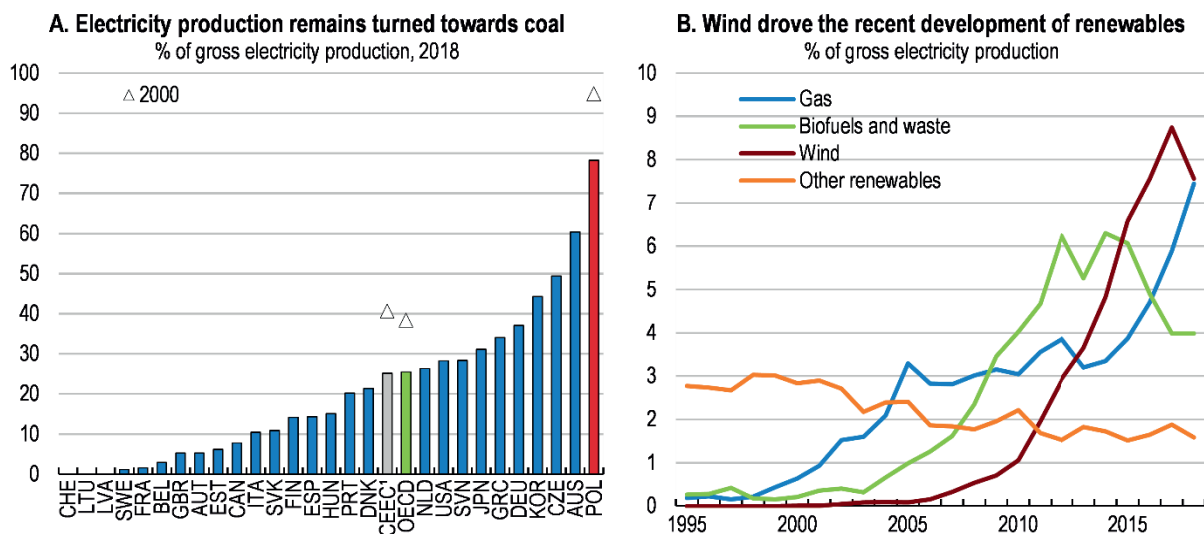 A. Electricity production remains turned towards coal
% of gross electricity production, 2018
100
90
80
70
60
50
40
30
20
10
0
2000
CHE
LTU
LVA
SWE
FRA
BEL
GBR
AUT
EST
CAN
ITA
SVK
FIN
ESP
HUN
PRT
DNK
CEEC¹
OECD
NLD
USA
SVN
JPN
GRC
DEU
KOR
CZE
AUS
POL
B. Wind drove the recent development of renewables
% of gross electricity production
10
9
8
7
6
5
4
3
2
1
0
Gas
Biofuels and waste
Wind
Other renewables
1995
2000
2005
2010
2015